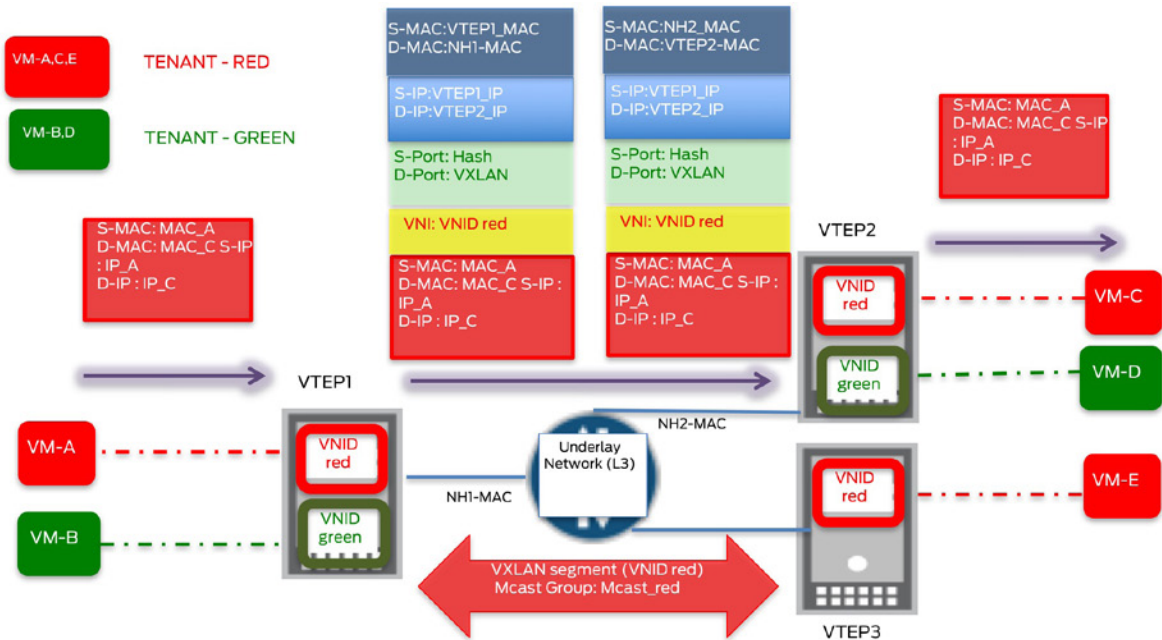 VM-A,C,E
TENANT - RED
VM-B,D
TENANT - GREEN
S-MAC: MAC_A
D-MAC: MAC_C S-IP
: IP_A
D-IP : IP_C
S-MAC:VTEP1_MAC
D-MAC:NH1-MAC
S-IP:VTEP1_IP
D-IP:VTEP2_IP
S-Port: Hash
D-Port: VXLAN
VNI: VNID red
S-MAC: MAC_A
D-MAC: MAC_C S-IP :
IP_A
D-IP : IP_C
S-MAC:NH2_MAC
D-MAC:VTEP2-MAC
S-IP:VTEP1_IP
D-IP:VTEP2_IP
S-Port: Hash
D-Port: VXLAN
VNI: VNID red
S-MAC: MAC_A
D-MAC: MAC_C S-IP :
IP_A
D-IP : IP_C
S-MAC: MAC_A
D-MAC: MAC_C S-IP
: IP_A
D-IP : IP_C
VTEP1
VM-A
VM-B
VNID
red
VNID
green
NH1-MAC
Underlay
Network (L3)
NH2-MAC
VTEP2
VNID
red
VNID
green
VM-C
VM-D
VNID
red
VM-E
VTEP3
VXLAN segment (VNID red)
Mcast Group: Mcast_red